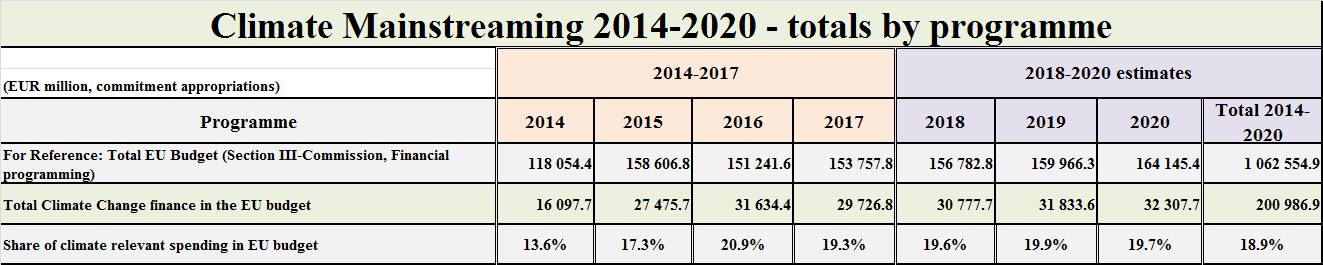 Climate Mainstreaming 2014-2020 - totals by programme
(EUR million, commitment appropriations) 2014-2017 2018-2020 estimates
Programme 2014 2015 2016 2017 2018 2019 2020 Total 2014-
2020
For Reference: Total EU Budget (Section III-Commission, Financial
programming) 118 054.4 158 606.8 151 241.6 153 757.8 156 782.8 159 966.3 164 145.4 1 062 554.9
Total Climate Change finance in the EU budget 16 097.7 27 475.7 31 634.4 29 726.8 30 777.7 31 833.6 32 307.7 200 986.9
Share of climate relevant spending in EU budget 13.6% 17.3% 20.9% 19.3% 19.6% 19.9% 19.7% 18.9%